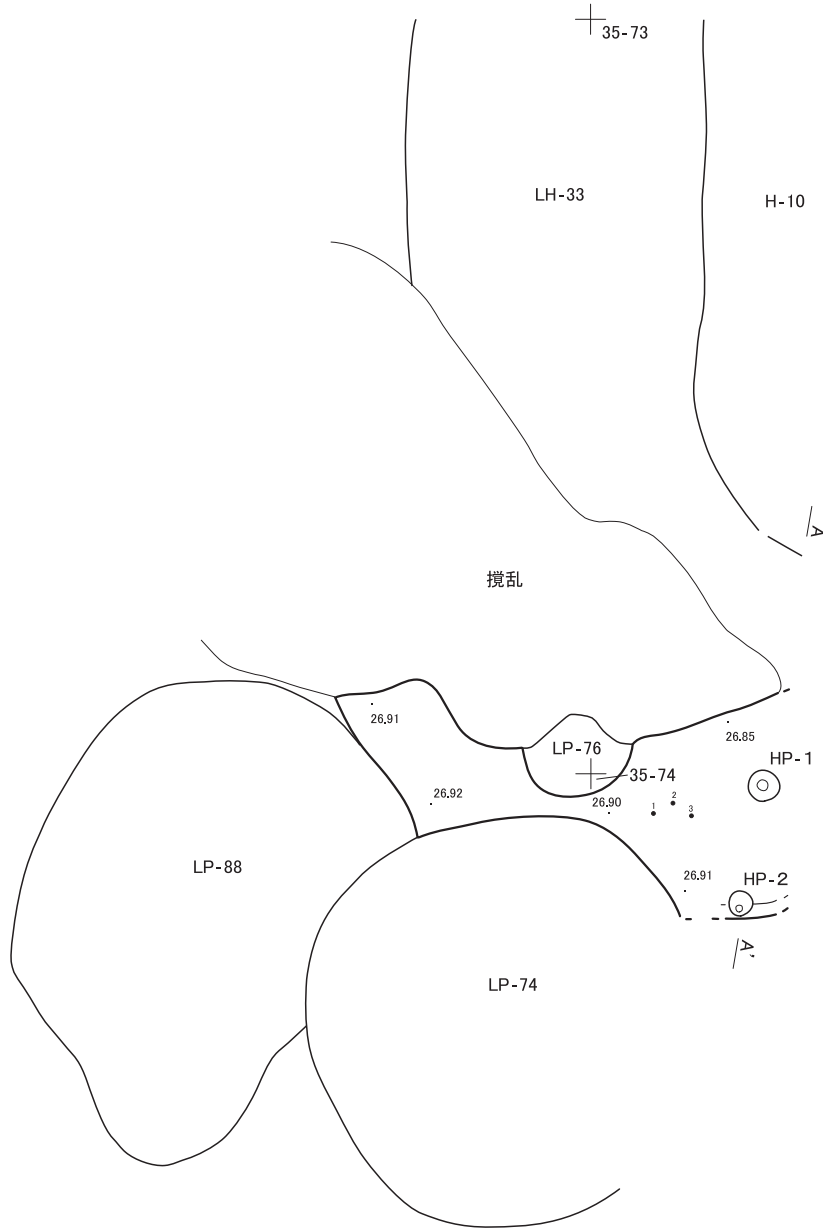 35-73
LH-33
H-10
A
撹乱
26.91
26.85
LP-76
HP-1
35-74
26.92
26.90
1
2
3
LP-88
26.91
HP-2
A’
LP-74